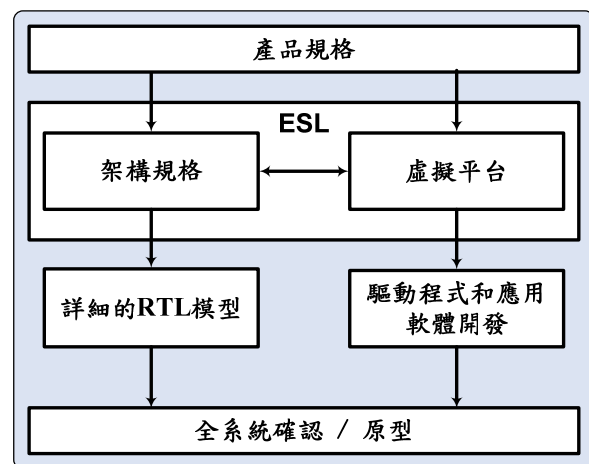 產品規格
ESL
架構規格
虛擬平台
詳細的RTL模型
驅動程式和應用
軟體開發
全系統確認 / 原型